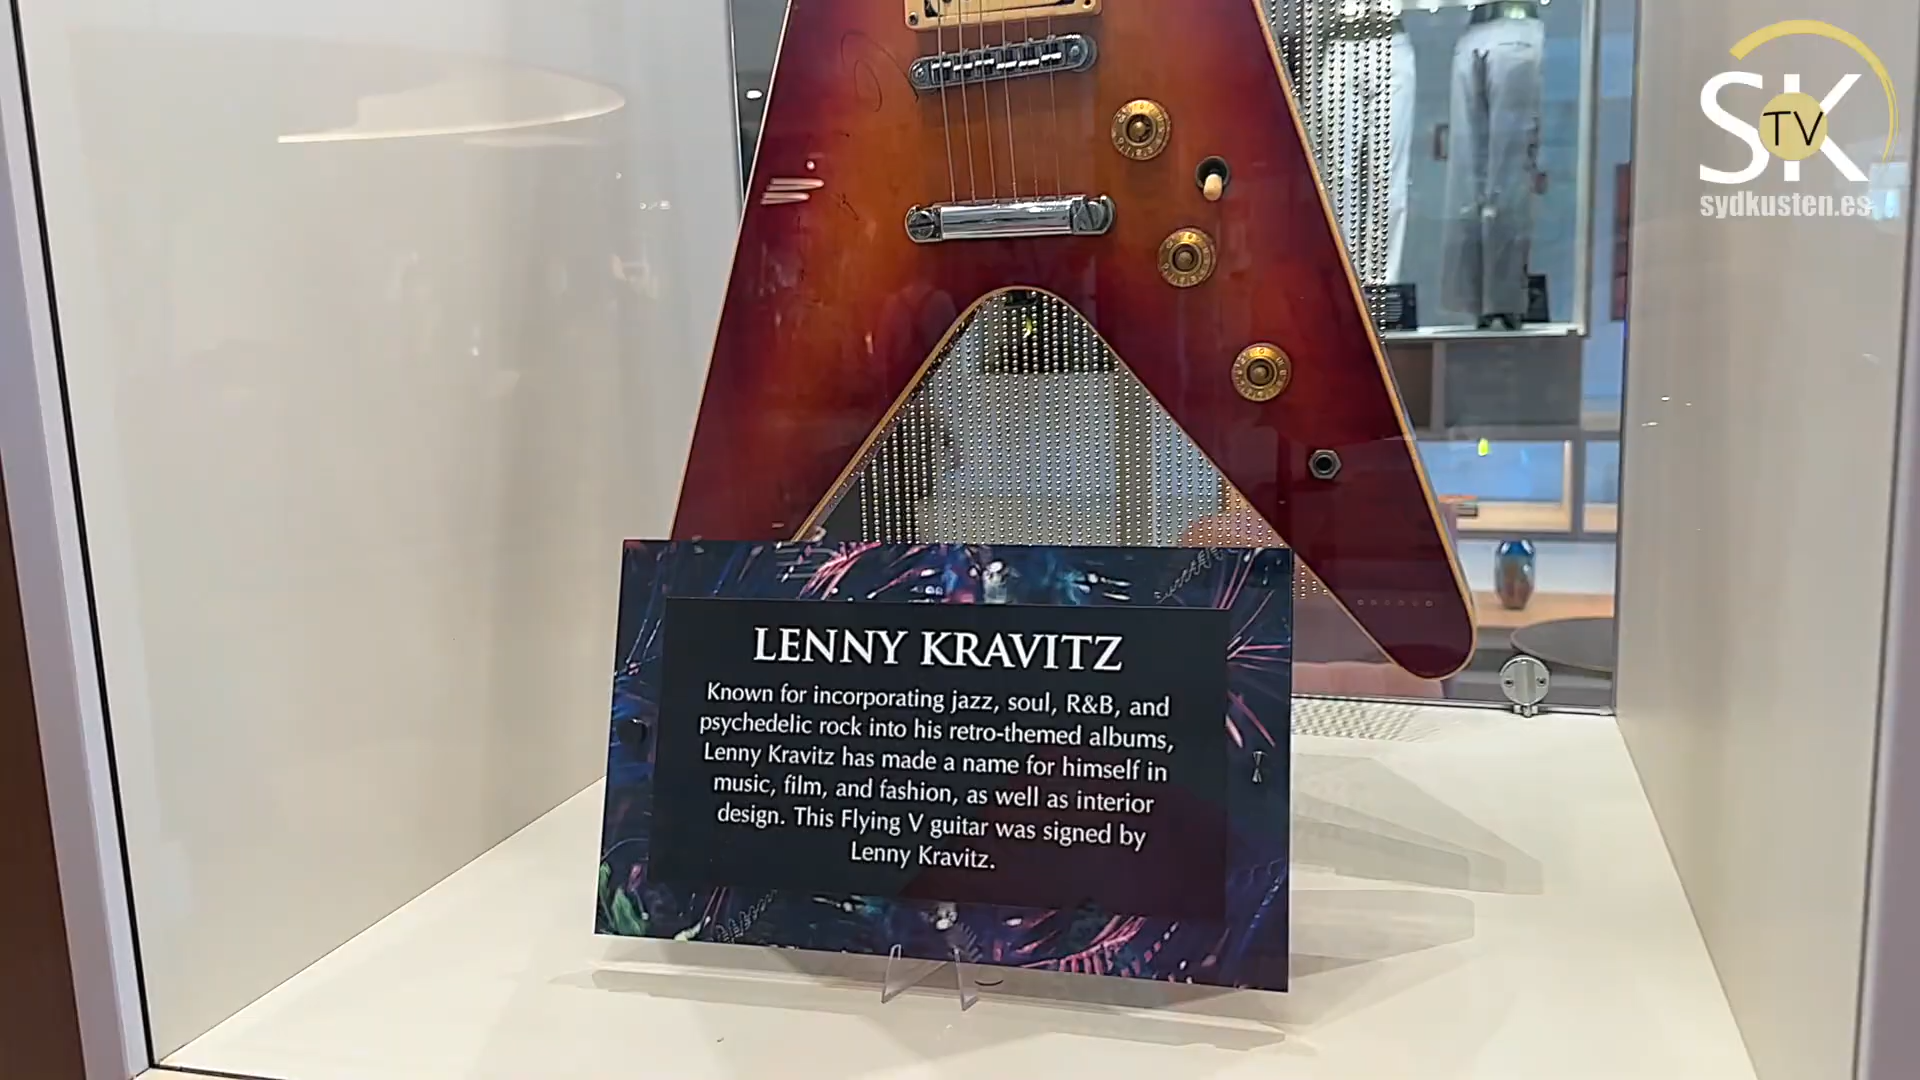 SK
TV
sydkusten.es
LENNY KRAVITZ
Known for incorporating jazz, soul, R&B, and
psychedelic rock into his retro-themed albums,
Lenny Kravitz has made a name for himself in
music, film, and fashion, as well as interior
design. This Flying V guitar was signed by
Lenny Kravitz.